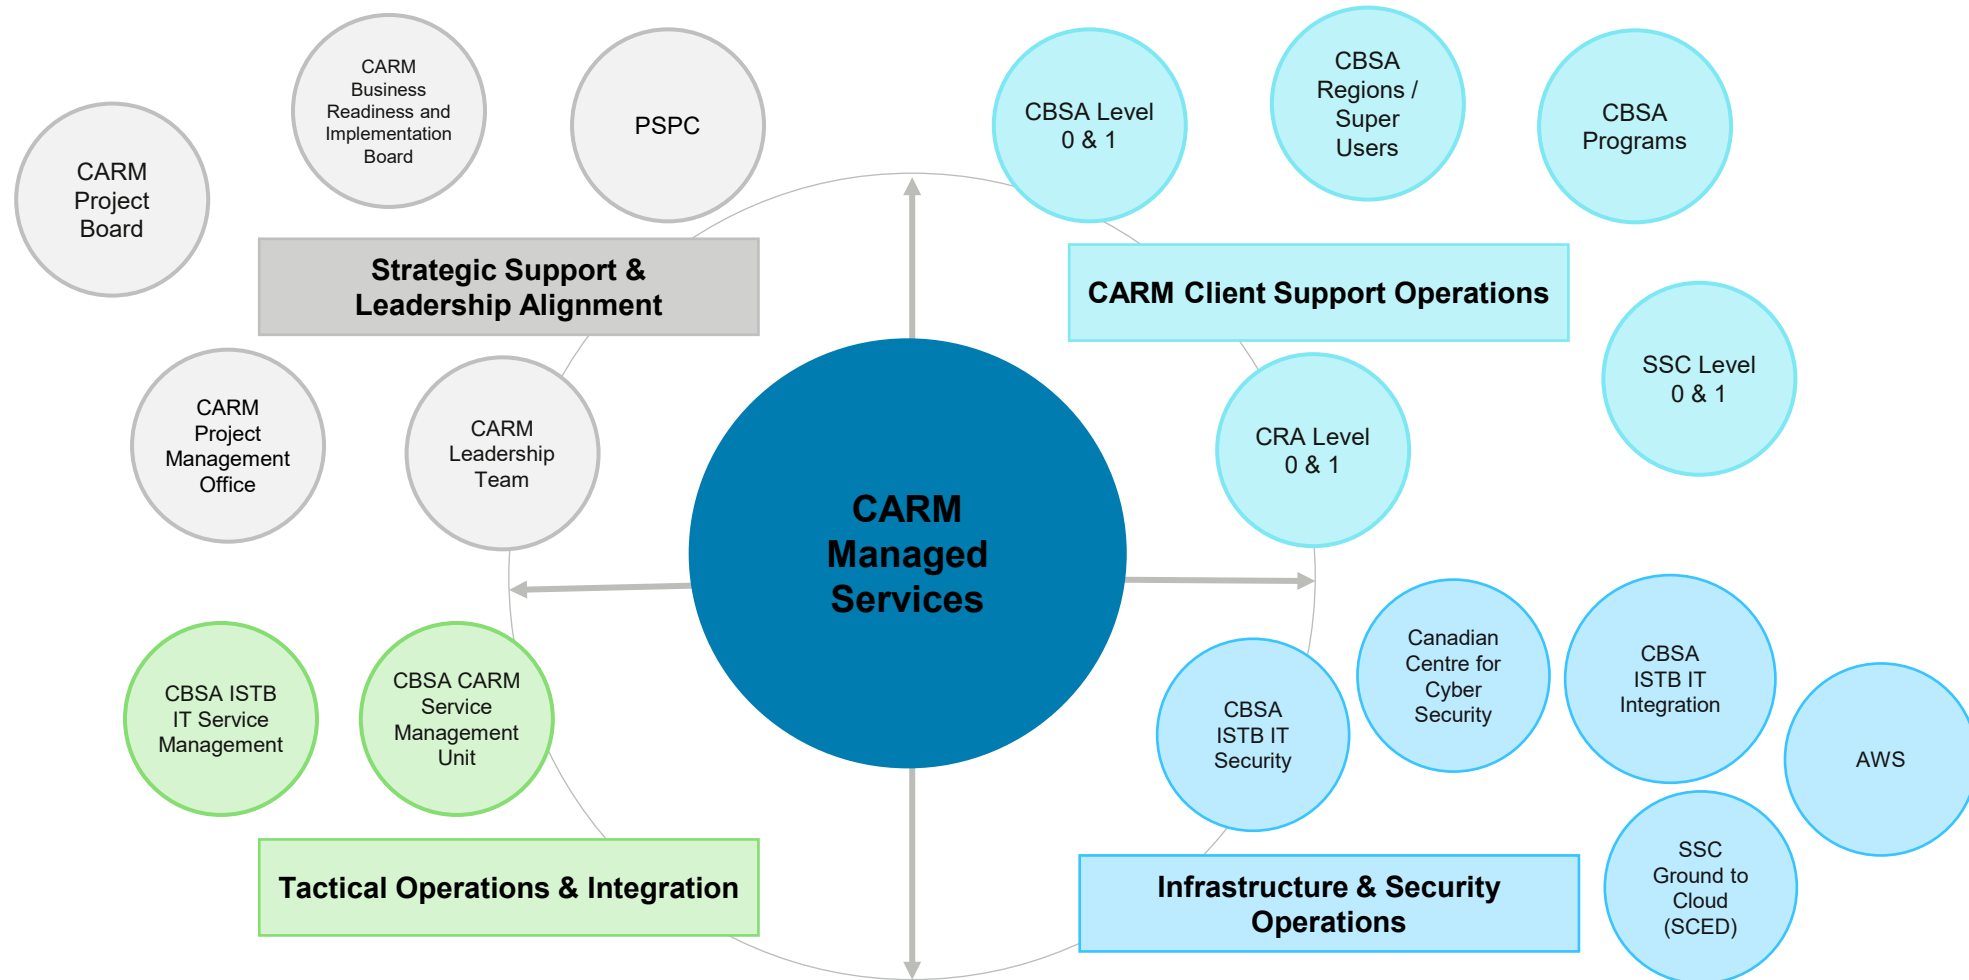 CARM
Project
Board
CARM
Business
Readiness and
Implementation
Board
PSPC
Strategic Support &
Leadership Alignment
CARM
Project
Management
Office
CARM
Leadership
Team
CBSA Level
0 & 1
CBSA
Regions /
Super
Users
CBSA
Programs
CARM Client Support Operations
SSC Level
0 & 1
CRA Level
0 & 1
CARM
Managed
Services
CBSA ISTB
IT Service
Management
CBSA CARM
Service
Management
Unit
Tactical Operations & Integration
CBSA
ISTB IT
Security
Canadian
Centre for
Cyber
Security
CBSA
ISTB IT
Integration
AWS
SSC
Ground to
Cloud
(SCED)
Infrastructure & Security
Operations